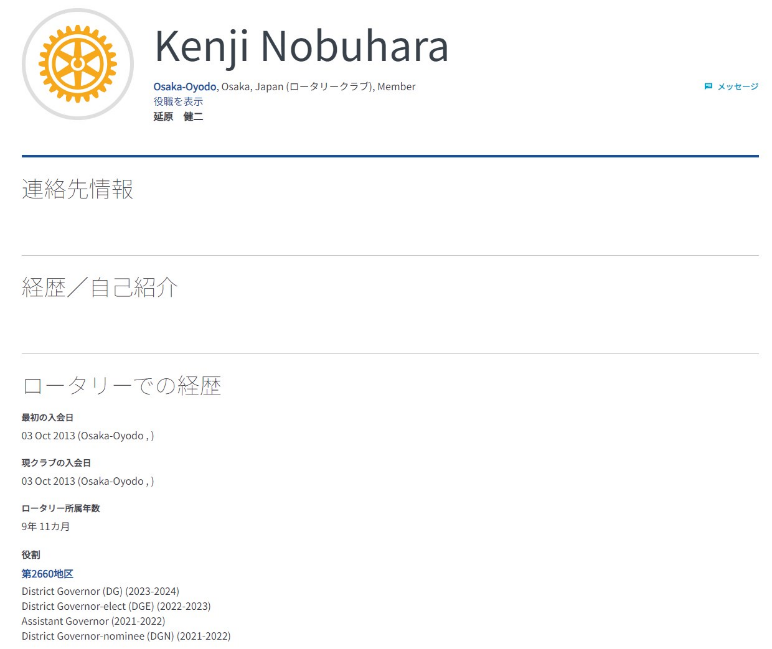 Kenji Nobuhara
Osaka-Oyodo, Osaka, Japan (ロータリークラブ), Member
メッセージ
役職を表示
延原　健二
連絡先情報
経歴／自己紹介
ロータリーでの経歴
最初の入会日
03 Oct 2013 (Osaka-Oyodo , )
現クラブの入会日
03 Oct 2013 (Osaka-Oyodo , )
ロータリー所属年数
9年 11カ月
役割
第2660地区
District Governor (DG) (2023-2024)
District Governor-elect (DGE) (2022-2023)
Assistant Governor (2021-2022)
District Governor-nominee (DGN) (2021-2022)